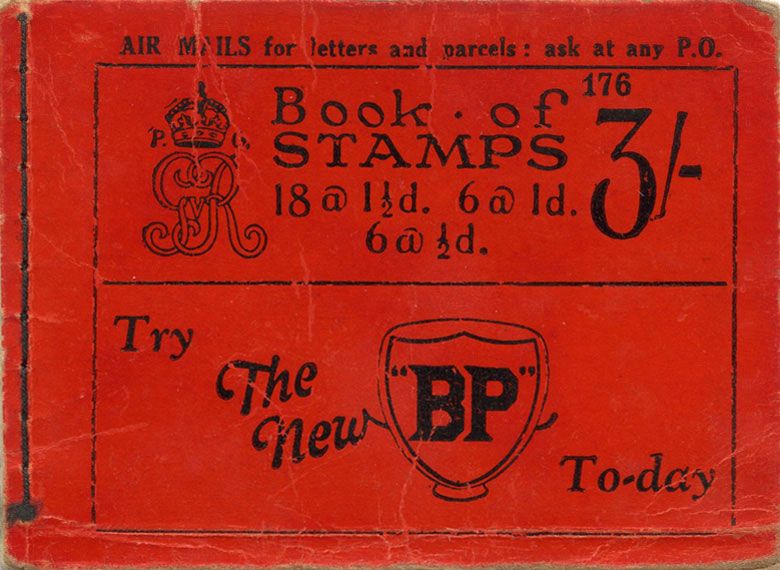 AIR MAILS for letters and parcels: ask at any P.O.
176
P. O.
GVR
Book · of
STAMPS
3/-
18 @ 1½d. 6 @ 1d.
6 @ ½d.
Try
The
New
"BP"
To-day